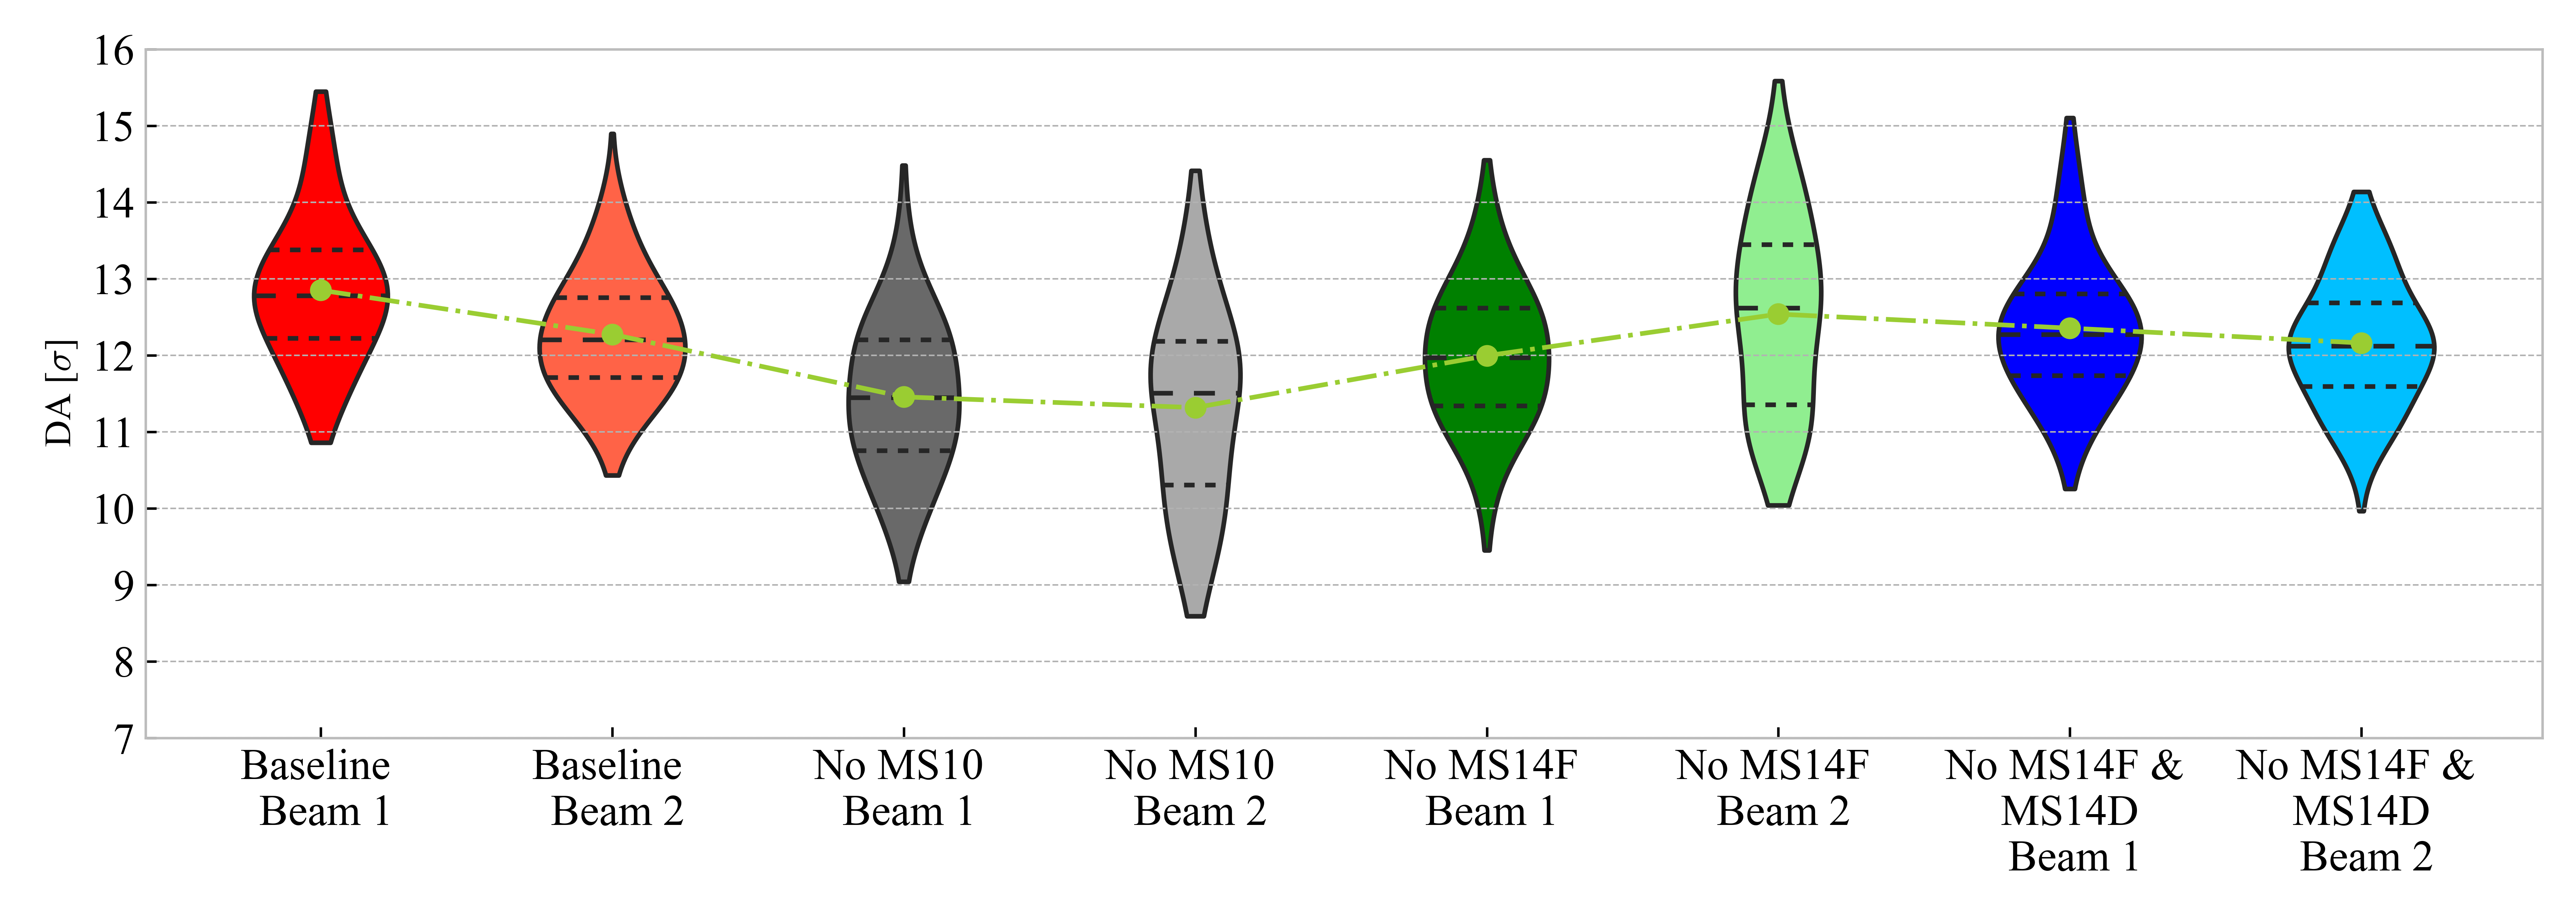 16
15
14
13
12
11
10
9
8
7
DA [σ]
Baseline
Beam 1
Baseline
Beam 2
No MS10
Beam 1
No MS10
Beam 2
No MS14F
Beam 1
No MS14F
Beam 2
No MS14F &
MS14D
Beam 1
No MS14F &
MS14D
Beam 2